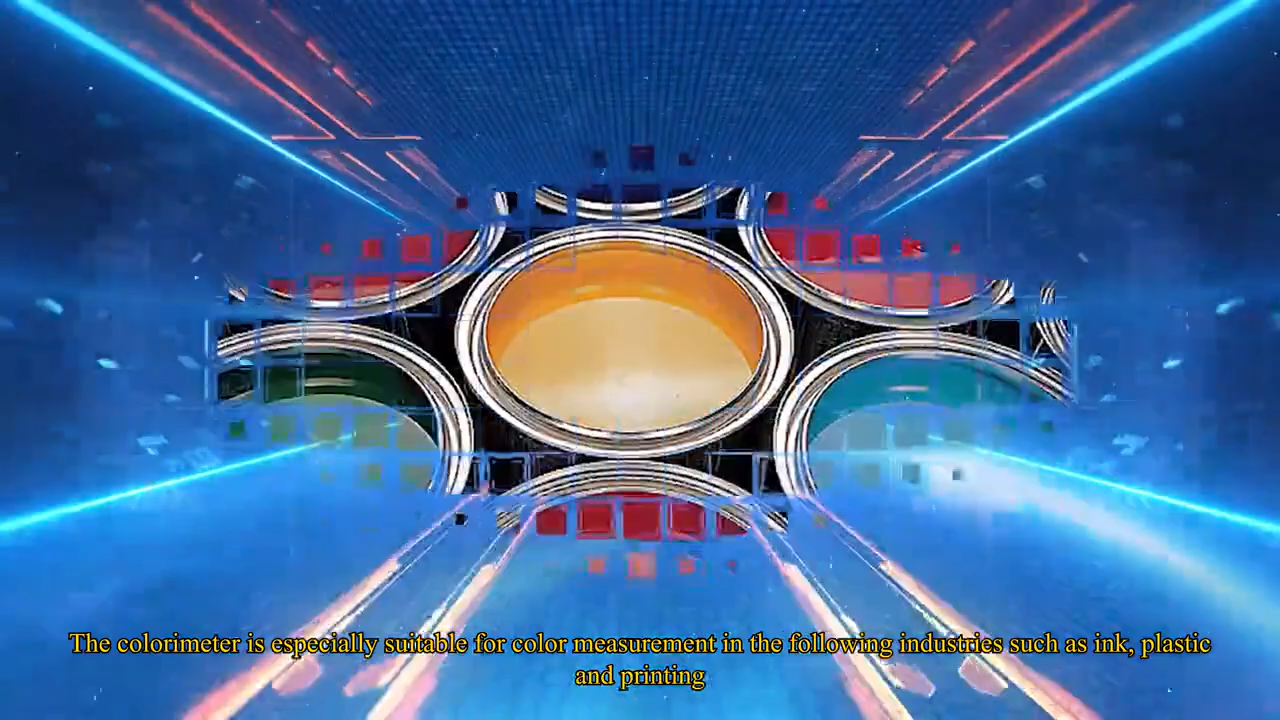 The colorimeter is especially suitable for color measurement in the following industries such as ink, plastic
and printing